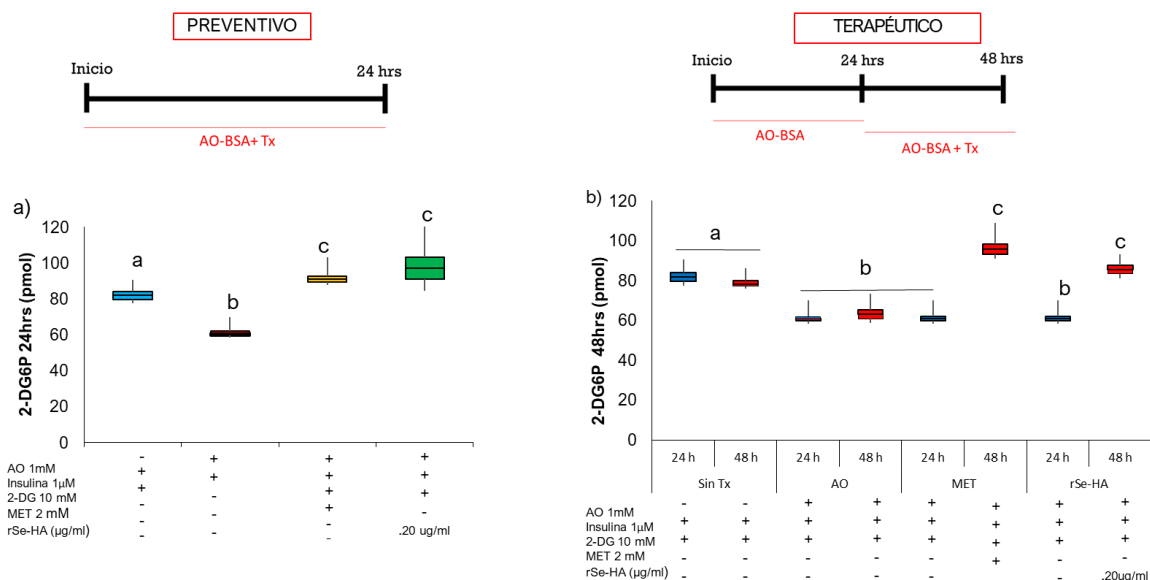 PREVENTIVO
Inicio 24 hrs
AO-BSA+ Tx
a)
2-DG6P 24hrs (pmol)
120
100
80
60
40
20
0
a
b
c
c
AO 1mM - + + +
Insulina 1µM + + + +
2-DG 10 mM + - + +
MET 2 mM - - + -
rSe-HA (µg/ml) - - - .20 ug/ml
TERAPÉUTICO
Inicio 24 hrs 48 hrs
AO-BSA
AO-BSA + Tx
b)
2-DG6P 48hrs (pmol)
120
100
80
60
40
20
0
a
b
c
b
c
24 h 48 h 24 h 48 h 24 h 48 h 24 h 48 h
Sin Tx AO MET rSe-HA
AO 1mM - - + + + + + +
Insulina 1µM + + + + + + + +
2-DG 10 mM + + + + + + + +
MET 2 mM - - - - - + - -
rSe-HA (µg/ml) - - - - - - - .20ug/ml